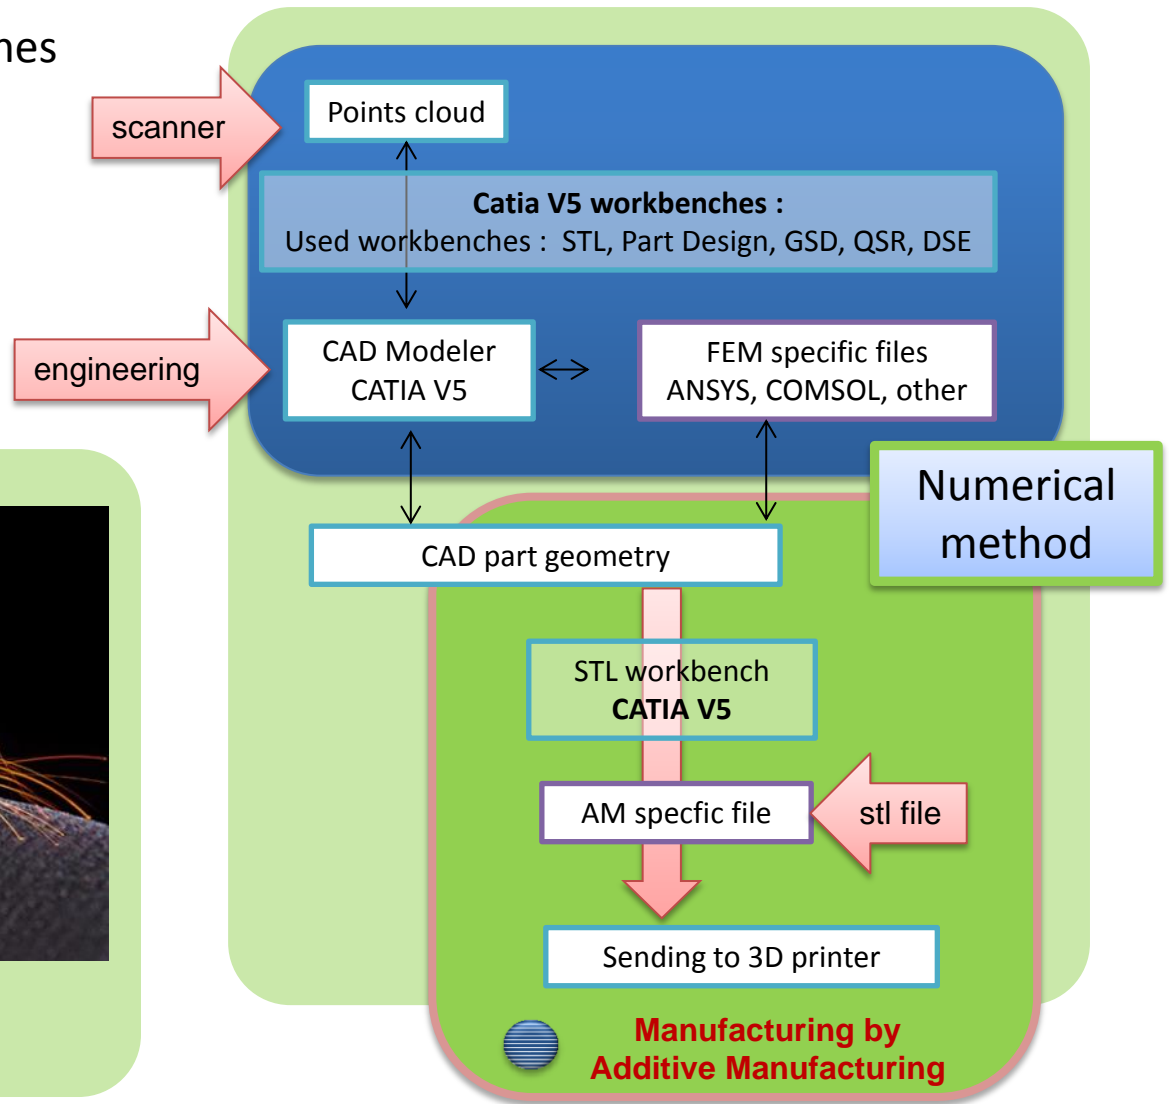 nes
scanner
Points cloud
Catia V5 workbenches :
Used workbenches :  STL, Part Design, GSD, QSR, DSE
engineering
CAD Modeler
CATIA V5
FEM specific files
ANSYS, COMSOL, other
Numerical
method
CAD part geometry
STL workbench
CATIA V5
AM specfic file
stl file
Sending to 3D printer
Manufacturing by
Additive Manufacturing